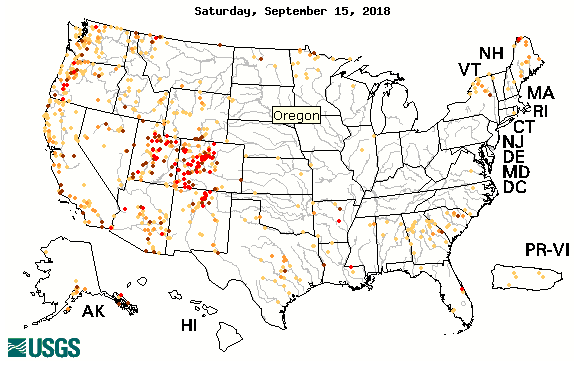 Saturday, September 15, 2018
NH
VT
MA
RI
CT
NJ
DE
MD
DC
Oregon
PR-VI
AK
HI
USGS